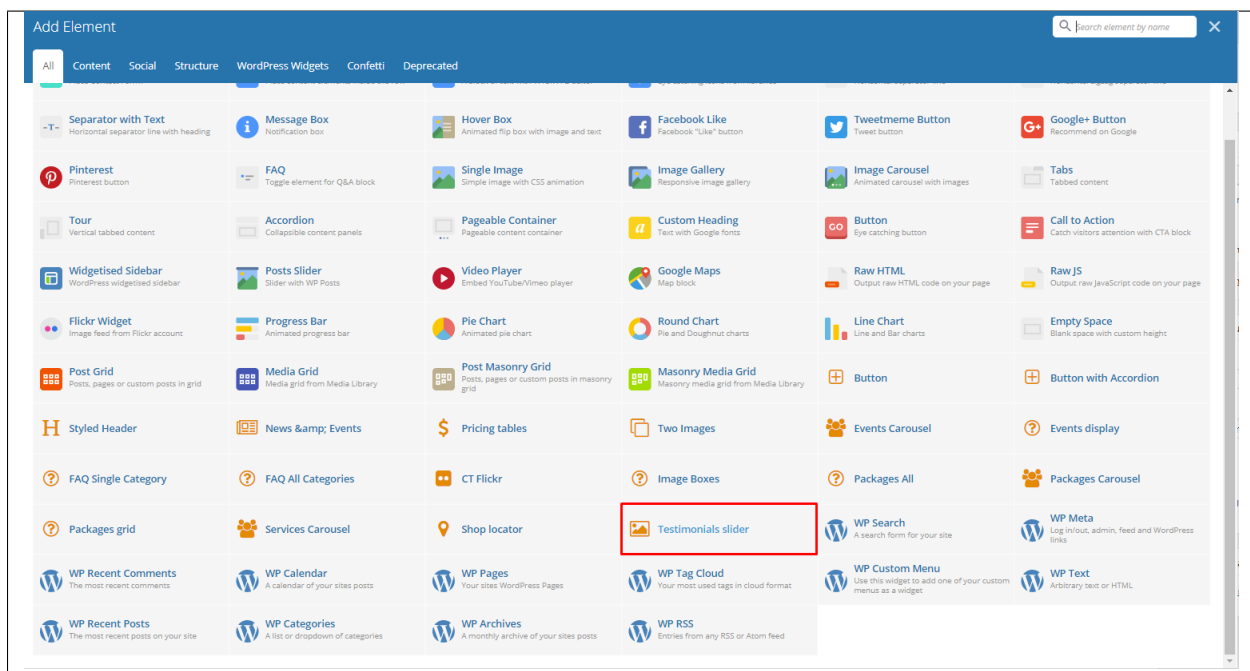 Add Element
Search element by name
All Content Social Structure WordPress Widgets Confetti Deprecated
Separator with Text
Horizontal separator line with heading
Message Box
Notification box
Hover Box
Animated flip box with image and text
Facebook Like
Facebook "Like" button
Tweetmeme Button
Tweet button
Google+ Button
Recommend on Google
Pinterest
Pinterest button
FAQ
Toggle element for Q&A block
Single Image
Simple image with CSS animation
Image Gallery
Responsive image gallery
Image Carousel
Animated carousel with images
Tabs
Tabbed content
Tour
Vertical tabbed content
Accordion
Collapsible content panels
Pageable Container
Pageable content container
Custom Heading
Text with Google fonts
GO
Button
Eye catching button
Call to Action
Catch visitors attention with CTA block
Widgetised Sidebar
WordPress widgetised sidebar
Posts Slider
Slider with WP Posts
Video Player
Embed YouTube/Vimeo player
Google Maps
Map block
Raw HTML
Output raw HTML code on your page
Raw JS
Output raw JavaScript code on your page
Flickr Widget
Image feed from Flickr account
Progress Bar
Animated progress bar
Pie Chart
Animated pie chart
Round Chart
Pie and Doughnut charts
Line Chart
Line and Bar charts
Empty Space
Blank space with custom height
Post Grid
Posts, pages or custom posts in grid
Media Grid
Media grid from Media Library
Post Masonry Grid
Posts, pages or custom posts in masonry
grid
Masonry Media Grid
Masonry media grid from Media Library
Button
Button with Accordion
Styled Header
News &amp; Events
Pricing tables
Two Images
Events Carousel
Events display
FAQ Single Category
FAQ All Categories
CT Flickr
Image Boxes
Packages All
Packages Carousel
Packages grid
Services Carousel
Shop locator
Testimonials slider
WP Search
A search form for your site
WP Meta
Log in/out, admin, feed and WordPress
links
WP Recent Comments
The most recent comments
WP Calendar
A calendar of your sites posts
WP Pages
Your sites WordPress Pages
WP Tag Cloud
Your most used tags in cloud format
WP Custom Menu
Use this widget to add one of your custom
menus as a widget
WP Text
Arbitrary text or HTML
WP Recent Posts
The most recent posts on your site
WP Categories
A list or dropdown of categories
WP Archives
A monthly archive of your sites posts
WP RSS
Entries from any RSS or Atom feed